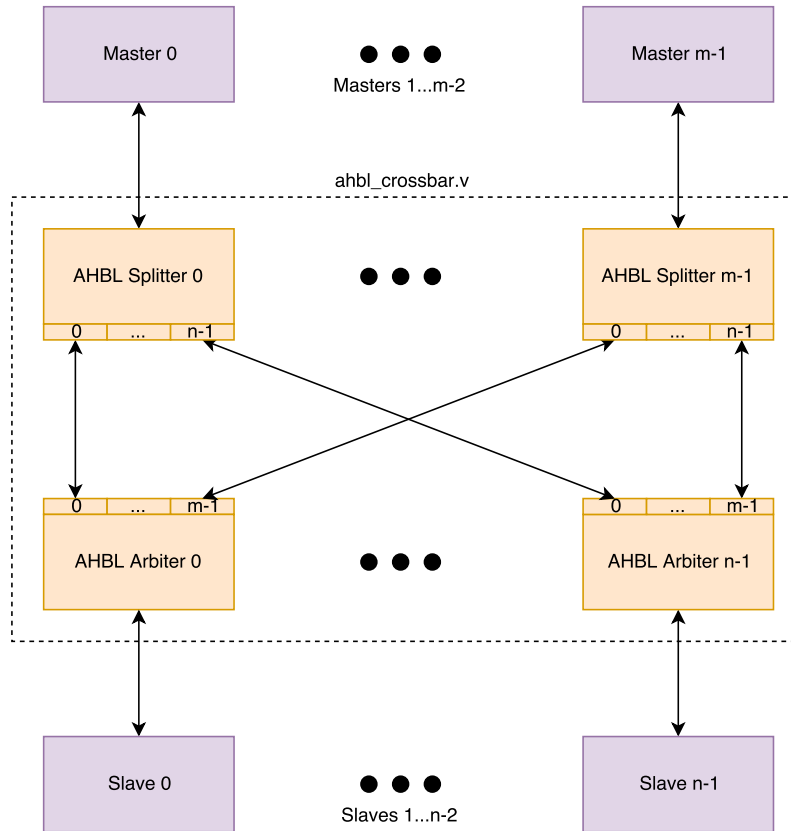 Master 0
Master m-1
Masters 1...m-2
ahbl_crossbar.v
AHBL Splitter 0
AHBL Splitter m-1
0 ... n-1
0 ... n-1
0 ... m-1
0 ... m-1
AHBL Arbiter 0
AHBL Arbiter n-1
Slave 0
Slave n-1
Slaves 1...n-2